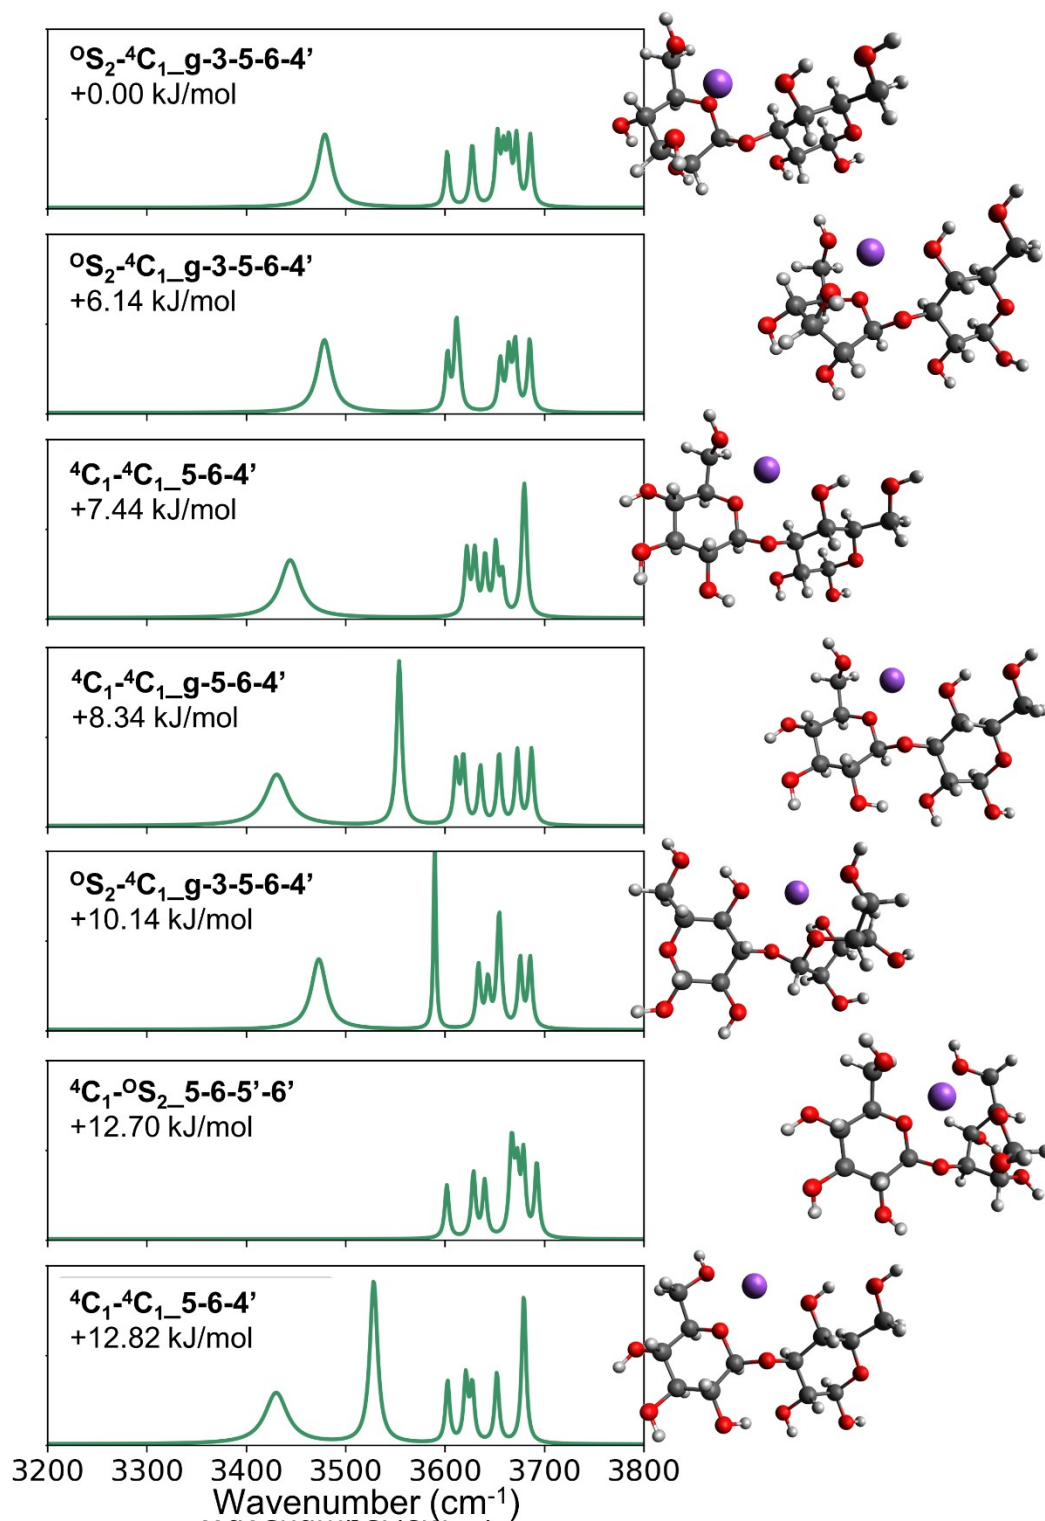 ᴼS₂-⁴C₁_g-3-5-6-4’
+0.00 kJ/mol
ᴼS₂-⁴C₁_g-3-5-6-4’
+6.14 kJ/mol
⁴C₁-⁴C₁_5-6-4’
+7.44 kJ/mol
⁴C₁-⁴C₁_g-5-6-4’
+8.34 kJ/mol
ᴼS₂-⁴C₁_g-3-5-6-4’
+10.14 kJ/mol
⁴C₁-ᴼS₂_5-6-5’-6’
+12.70 kJ/mol
⁴C₁-⁴C₁_5-6-4’
+12.82 kJ/mol
3200 3300 3400 3500 3600 3700 3800
Wavenumber (cm⁻¹)